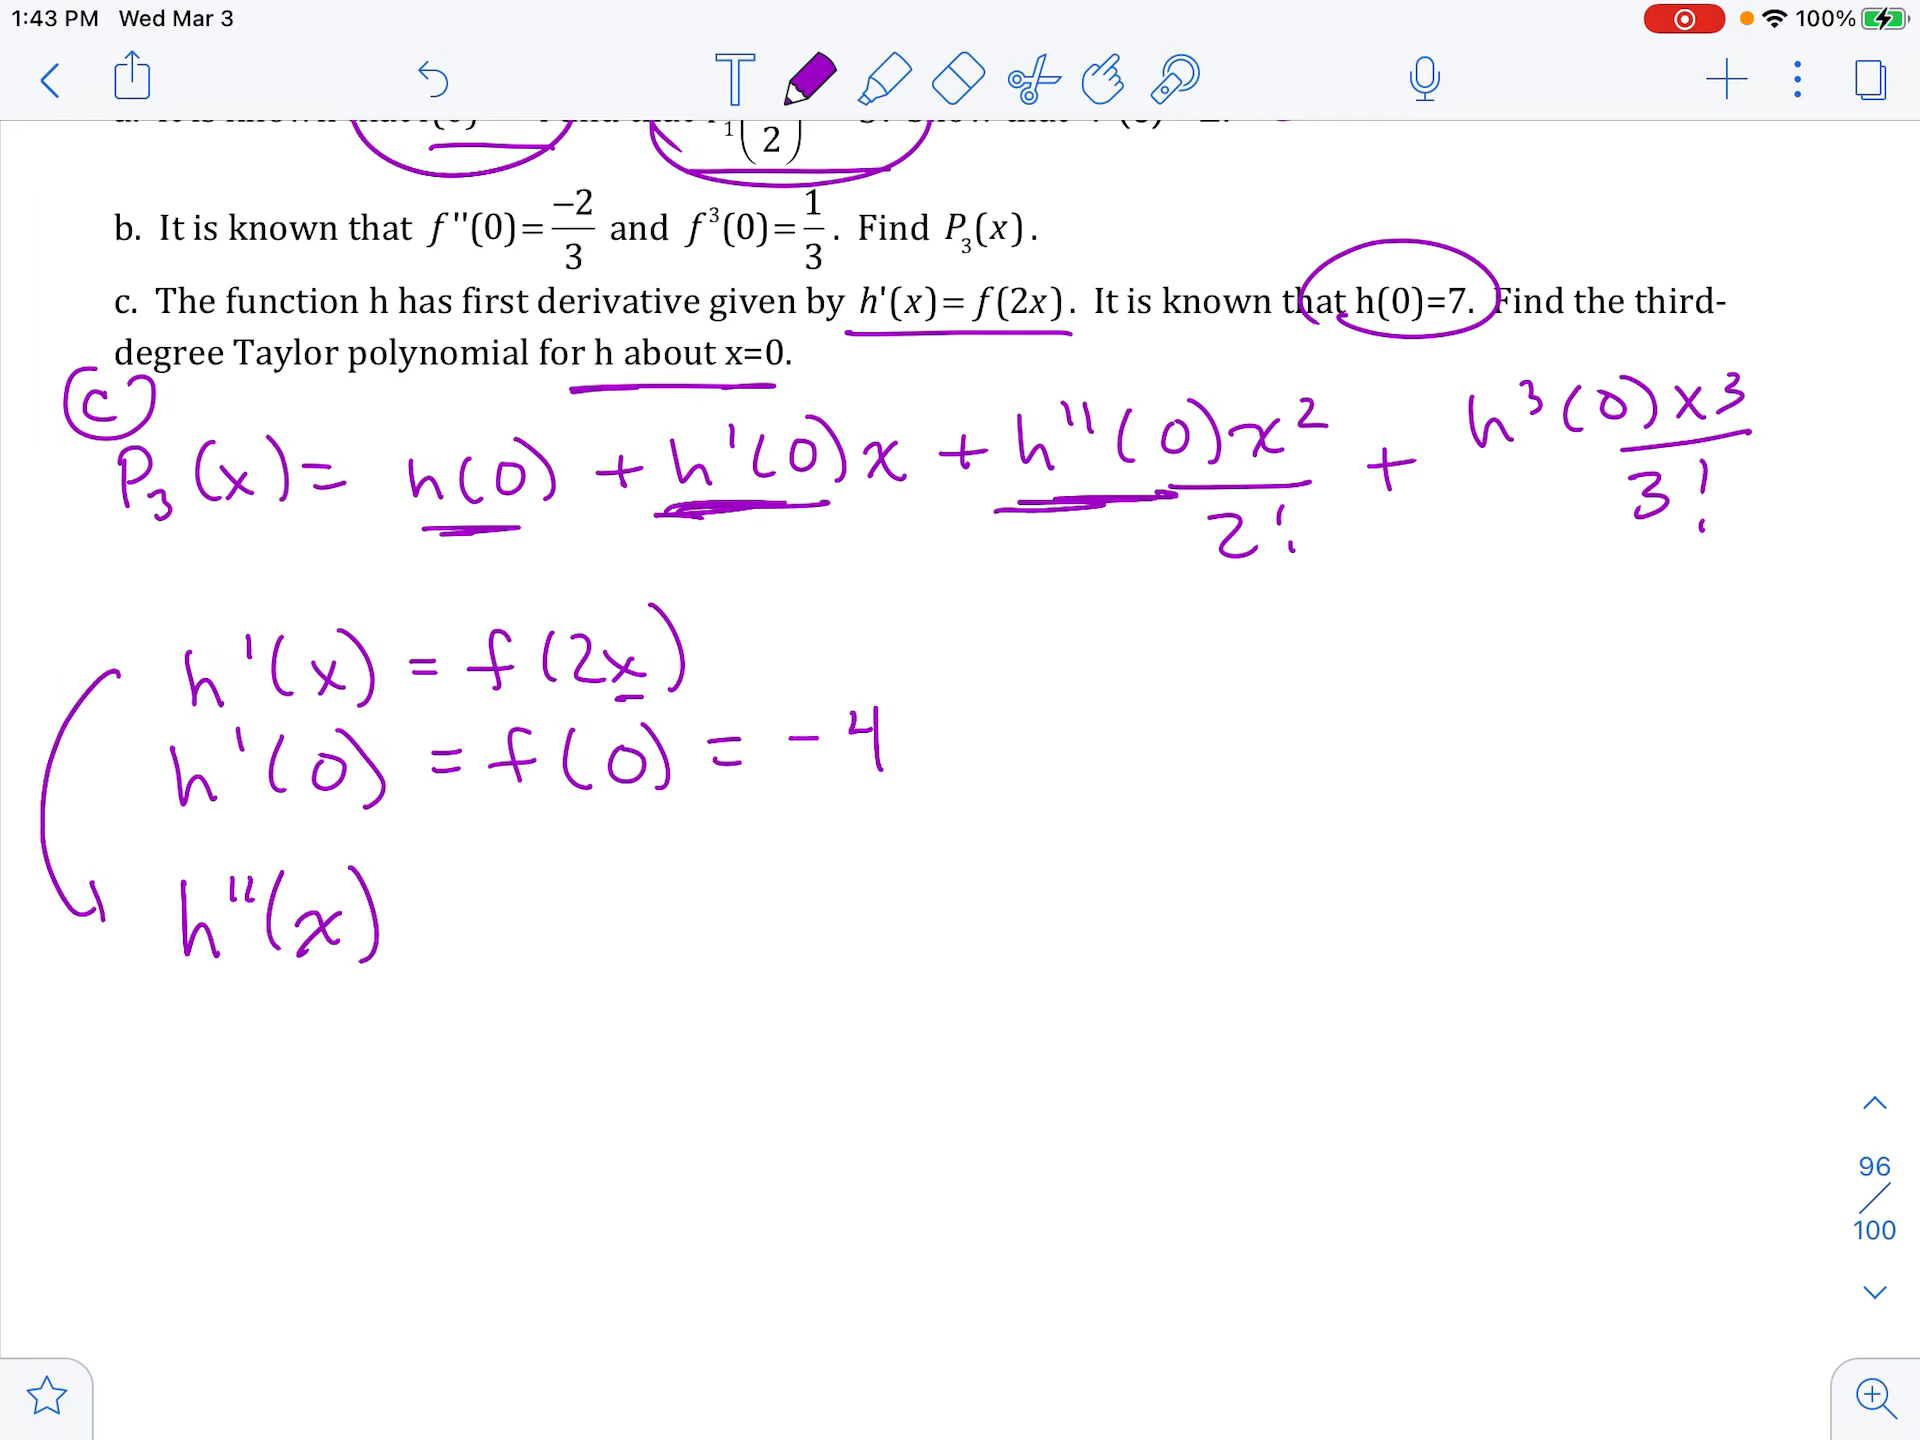 1:43 PM Wed Mar 3
100%
T
1 ( 2 )
b. It is known that f"(0)= -2/3 and f³(0)= 1/3 . Find P₃(x).
c. The function h has first derivative given by h'(x)= f(2x). It is known that h(0)=7. Find the third-
degree Taylor polynomial for h about x=0.
c
P₃(x)= h(0) + h'(0)x + h''(0)x²/2! + h³(0)x3/3!
h'(x) = f(2x)
h'(0) = f(0) = -4
h''(x)
96
/
100